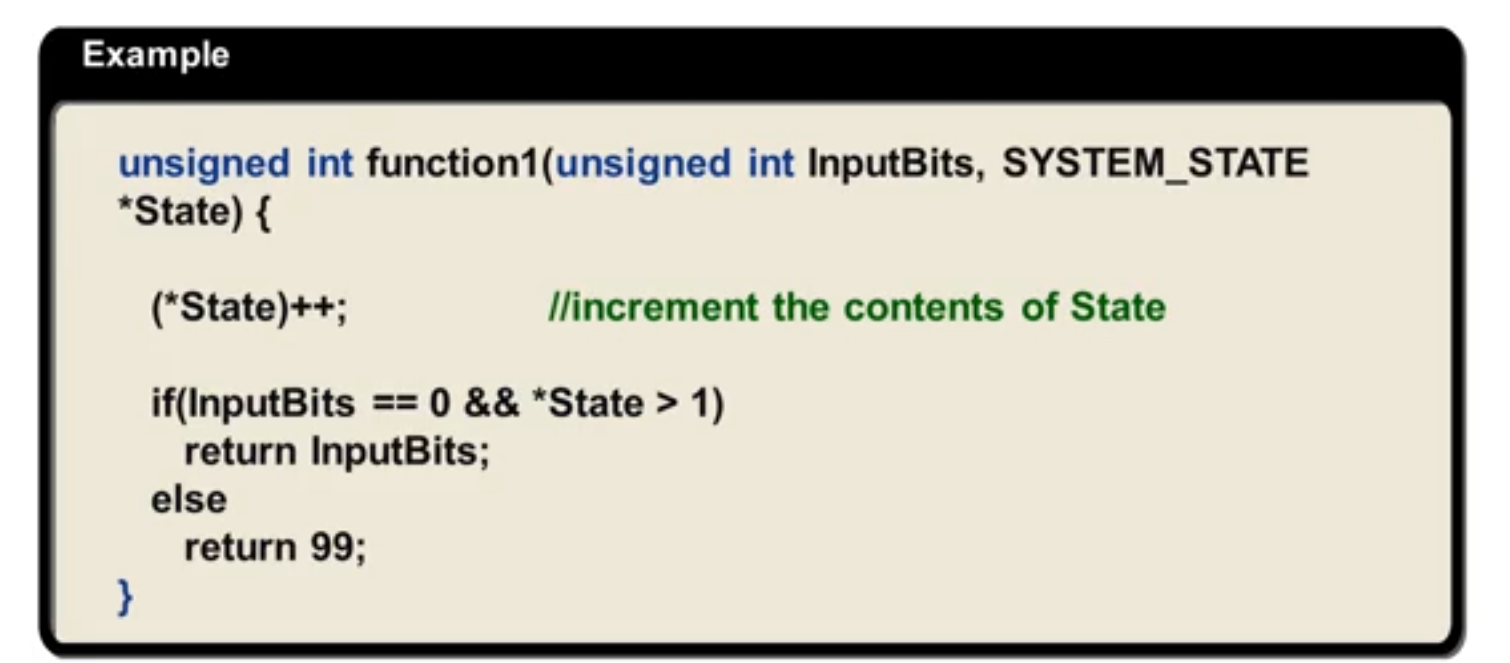 Example
unsigned int function1(unsigned int InputBits, SYSTEM_STATE
*State) {
(*State)++; //increment the contents of State
if(InputBits == 0 && *State > 1)
return InputBits;
else
return 99;
}